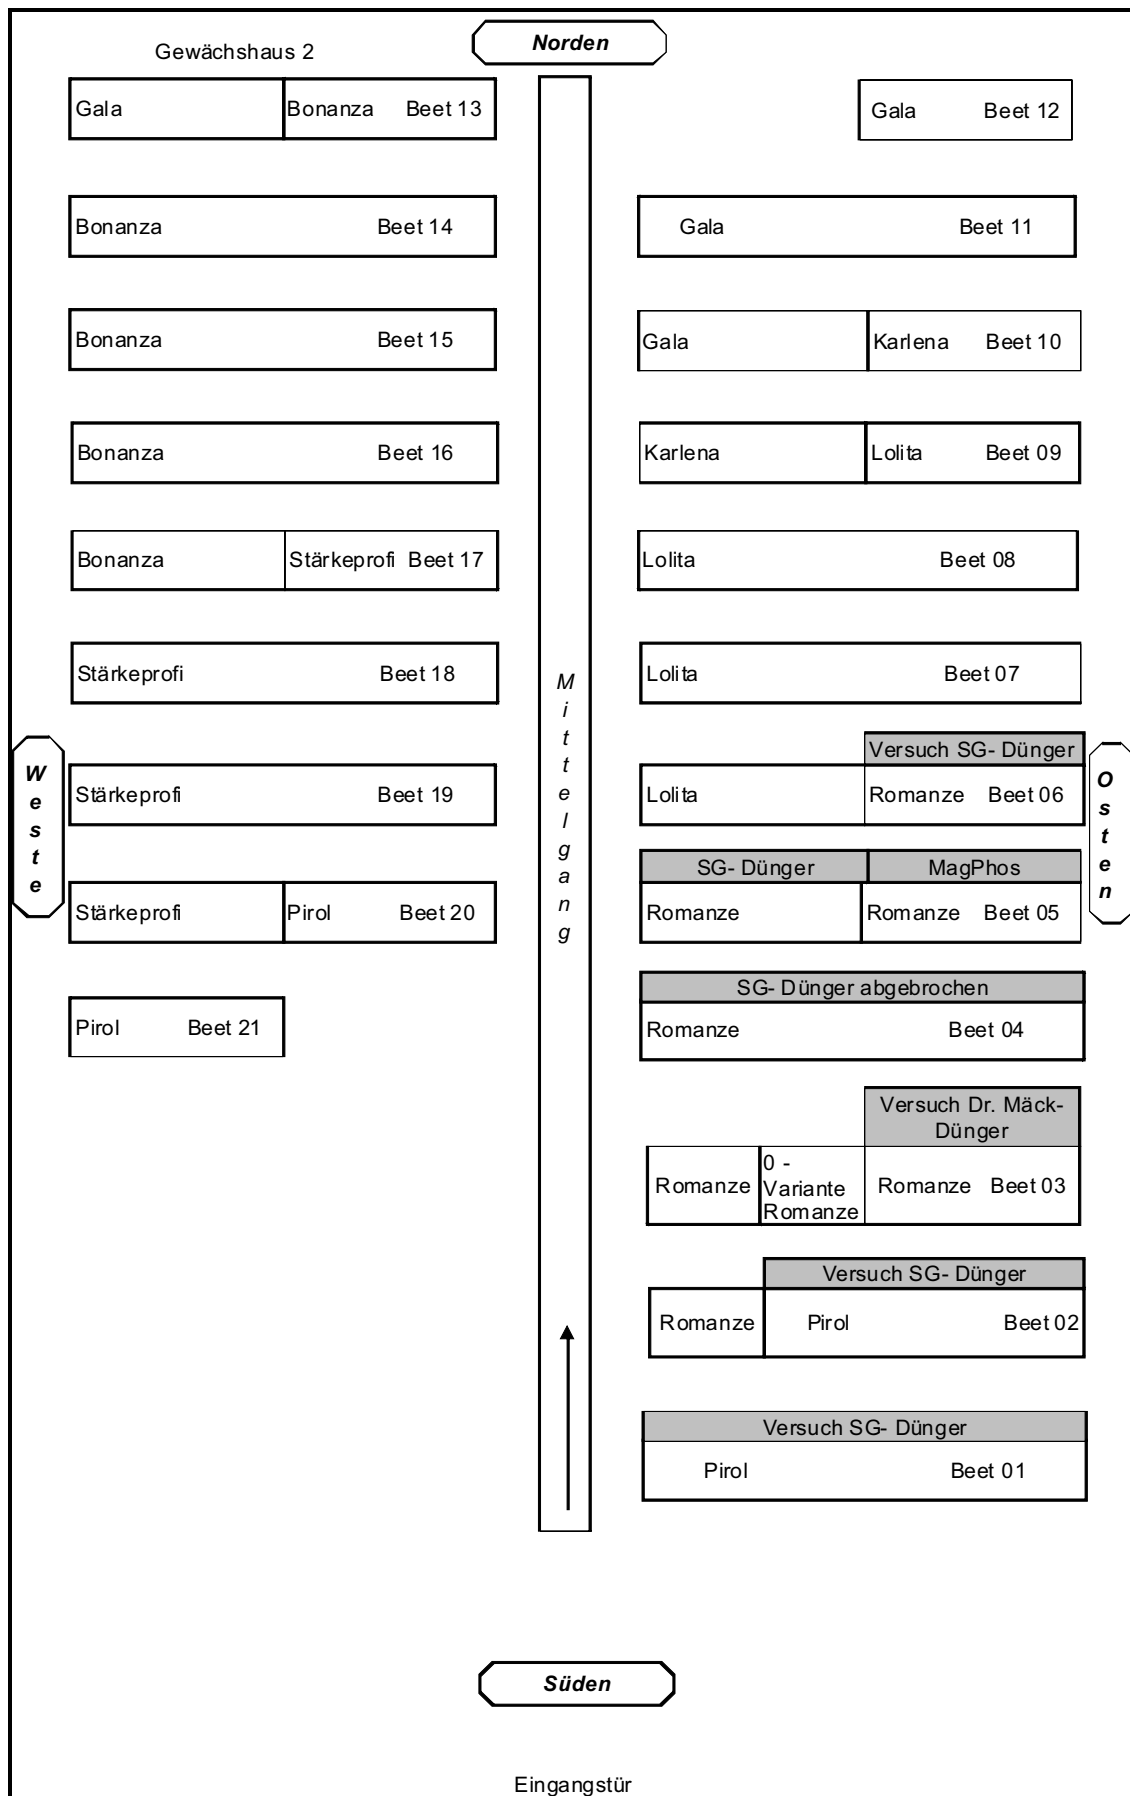 Norden
Gewächshaus 2
Gala Bonanza Beet 13
Gala Beet 12
Bonanza Beet 14
Gala Beet 11
Bonanza Beet 15
Gala Karlena Beet 10
Bonanza Beet 16
Karlena Lolita Beet 09
Bonanza Stärkeprofi Beet 17
Lolita Beet 08
Stärkeprofi Beet 18
Lolita Beet 07
Mittelgang
Weste
Osten
Versuch SG- Dünger
Stärkeprofi Beet 19
Lolita Romanze Beet 06
SG- Dünger MagPhos
Stärkeprofi Pirol Beet 20
Romanze Romanze Beet 05
SG- Dünger abgebrochen
Pirol Beet 21
Romanze Beet 04
Versuch Dr. Mäck-
Dünger
Romanze
0 -
Variante
Romanze
Romanze Beet 03
Versuch SG- Dünger
Romanze Pirol Beet 02
Versuch SG- Dünger
Pirol Beet 01
Süden
Eingangstür